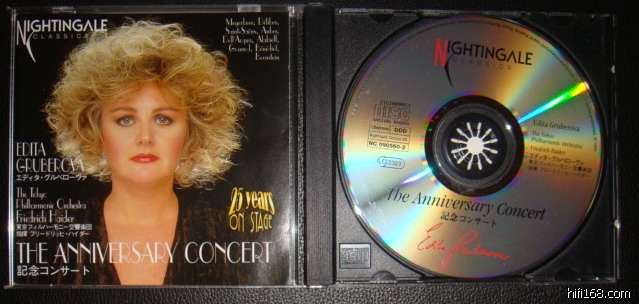 NIGHTINGALE
CLASSICS
Meyerbeer, Delibes,
Saint-Saëns, Auber,
Dell'Acqua, Alabieff,
Gounod, Benedict,
Bernstein
EDITA
GRUBEROVA
エディタ・グルベローヴァ
The Tokyo
Philharmonic Orchestra
Friedrich Haider
東京フィルハーモニー交響楽団
指揮 フリードリッヒ・ハイダー
25 years
ON STAGE
THE ANNIVERSARY CONCERT
記念コンサート
NIGHTINGALE
CLASSICS
COMPACT
disc
DIGITAL AUDIO
stereo DDD
NC 090560-2
Edita Gruberova
The Tokyo
Philharmonic Orchestra
Friedrich Haider
エディタ・グルベローヴァ
東京フィルハーモニー交響楽団
指揮 フリードリッヒ・ハイダー
The Anniversary Concert
記念コンサート
Edita Gruberova
hifi168.com